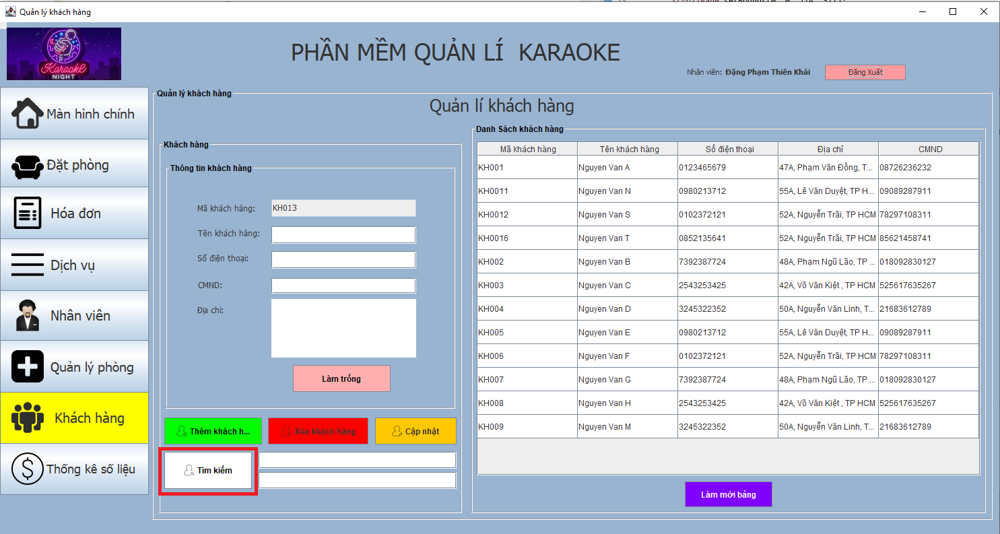 Quản lý khách hàng
Karaoke
NIGHT
PHẦN MỀM QUẢN LÍ KARAOKE
Nhân viên: Đặng Phạm Thiên Khải
Đăng Xuất
Màn hình chính
Đặt phòng
Hóa đơn
Dịch vụ
Nhân viên
Quản lý phòng
Khách hàng
Thống kê số liệu
Quản lý khách hàng
Quản lí khách hàng
Khách hàng
Thông tin khách hàng
Mã khách hàng: KH013
Tên khách hàng:
Số điện thoại:
CMND:
Địa chỉ:
Làm trống
Thêm khách h... Xóa khách hàng Cập nhật
Tìm kiếm
Danh Sách khách hàng
Mã khách hàng Tên khách hàng Số điện thoại Địa chỉ CMND
KH001 Nguyen Van A 0123465679 47A, Phạm Văn Đồng, T... 08726236232
KH0011 Nguyen Van N 0980213712 55A, Lê Văn Duyệt, TP H... 09089287911
KH0012 Nguyen Van S 0102372121 52A, Nguyễn Trãi, TP HCM 78297108311
KH0016 Nguyen Van T 0852135641 52A, Nguyễn Trãi, TP HCM 85621458741
KH002 Nguyen Van B 7392387724 48A, Phạm Ngũ Lão, TP ... 018092830127
KH003 Nguyen Van C 2543253425 42A, Võ Văn Kiệt , TP HCM 525617635267
KH004 Nguyen Van D 3245322352 50A, Nguyễn Văn Linh, T... 21683612789
KH005 Nguyen Van E 0980213712 55A, Lê Văn Duyệt, TP H... 09089287911
KH006 Nguyen Van F 0102372121 52A, Nguyễn Trãi, TP HCM 78297108311
KH007 Nguyen Van G 7392387724 48A, Phạm Ngũ Lão, TP ... 018092830127
KH008 Nguyen Van H 2543253425 42A, Võ Văn Kiệt , TP HCM 525617635267
KH009 Nguyen Van M 3245322352 50A, Nguyễn Văn Linh, T... 21683612789
Làm mới bảng